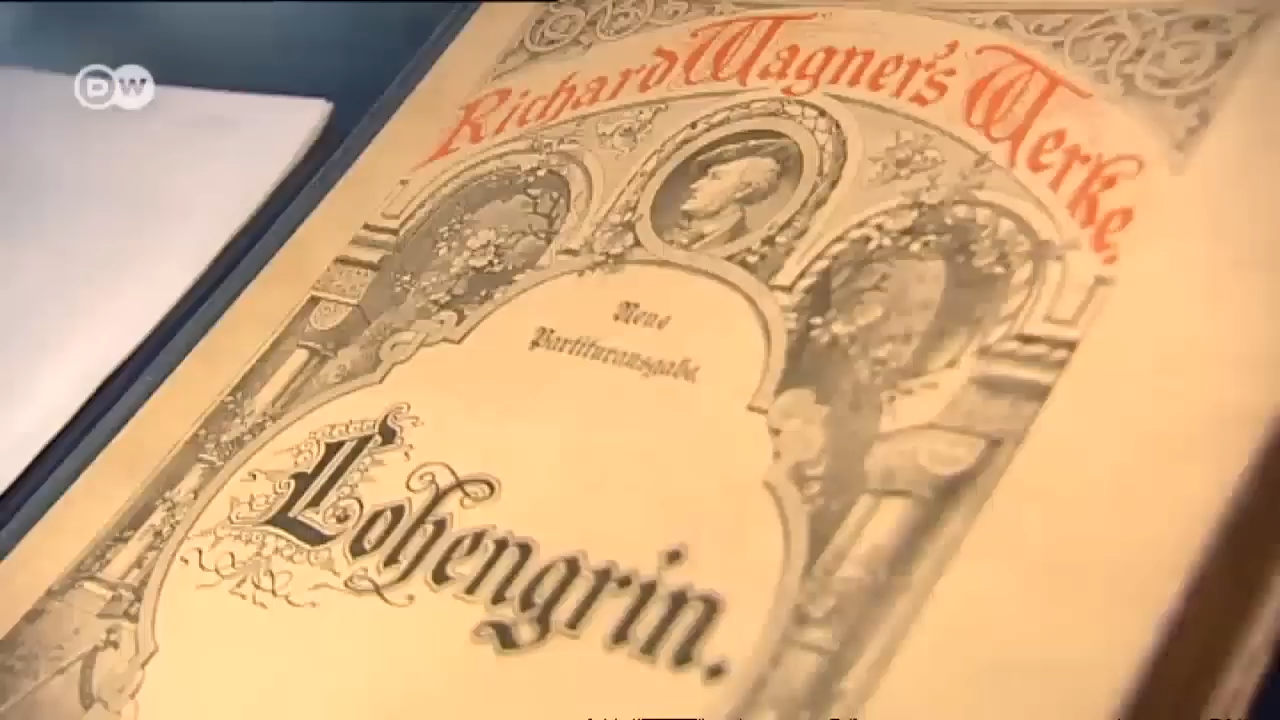 DW
Richard Wagner's Werke.
Neue
Partiturausgabe.
Lohengrin.